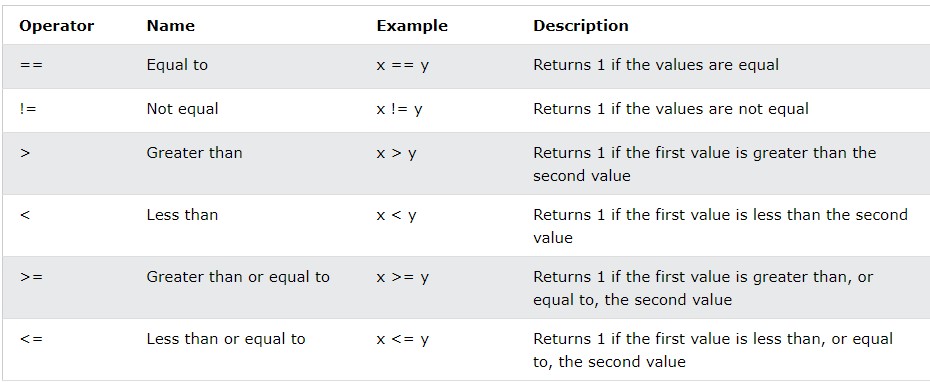 Operator Name Example Description
== Equal to x == y Returns 1 if the values are equal
!= Not equal x != y Returns 1 if the values are not equal
> Greater than x > y Returns 1 if the first value is greater than the
second value
< Less than x < y Returns 1 if the first value is less than the second
value
>= Greater than or equal to x >= y Returns 1 if the first value is greater than, or
equal to, the second value
<= Less than or equal to x <= y Returns 1 if the first value is less than, or equal
to, the second value